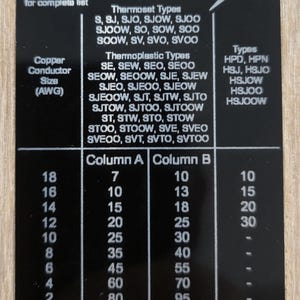 for complete list
Thermoset Types
S, SJ, SJO, SJOW, SJOO
SJOOW, SO, SOW, SOO
SOOW, SV, SVO, SVOO
Thermoplastic Types
SE, SEW, SEO, SEOO
SEOW, SEOOW, SJE, SJEW
SJEO, SJEOO, SJEOW
SJEOOW, SJT, SJTW, SJTO
SJTOW, SJTOO, SJTOOW
ST, STW, STO, STOW
STOO, STOOW, SVE, SVEO
SVEOO, SVT, SVTO, SVTOO
Copper
Conductor
Size
(AWG)
Types
HPD, HPN
HSJ, HSJO
HSJOW
HSJOO
HSJOOW
Column A Column B
18 7 10 10
16 10 13 15
14 15 18 20
12 20 25 30
10 25 30 -
8 35 40 -
6 45 55 -
4 60 70 -
2 80 95 -